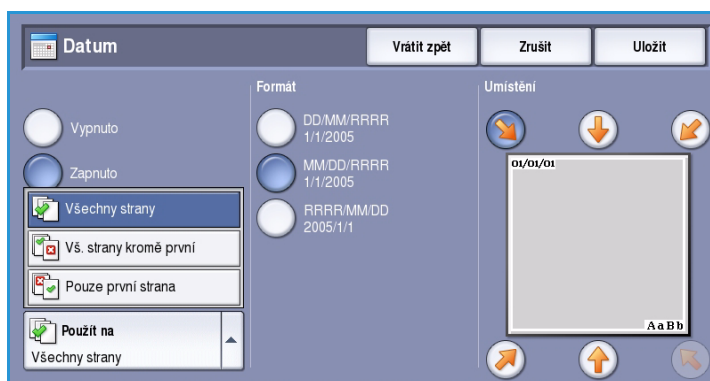 Datum
Vrátit zpět
Zrušit
Uložit
Vypnuto
Zapnuto
Všechny strany
Vš. strany kromě první
Pouze první strana
Použít na
Všechny strany
Formát
DD/MM/RRRR
1/1/2005
MM/DD/RRRR
1/1/2005
RRRR/MM/DD
2005/1/1
Umístění
01/01/01
AaBb